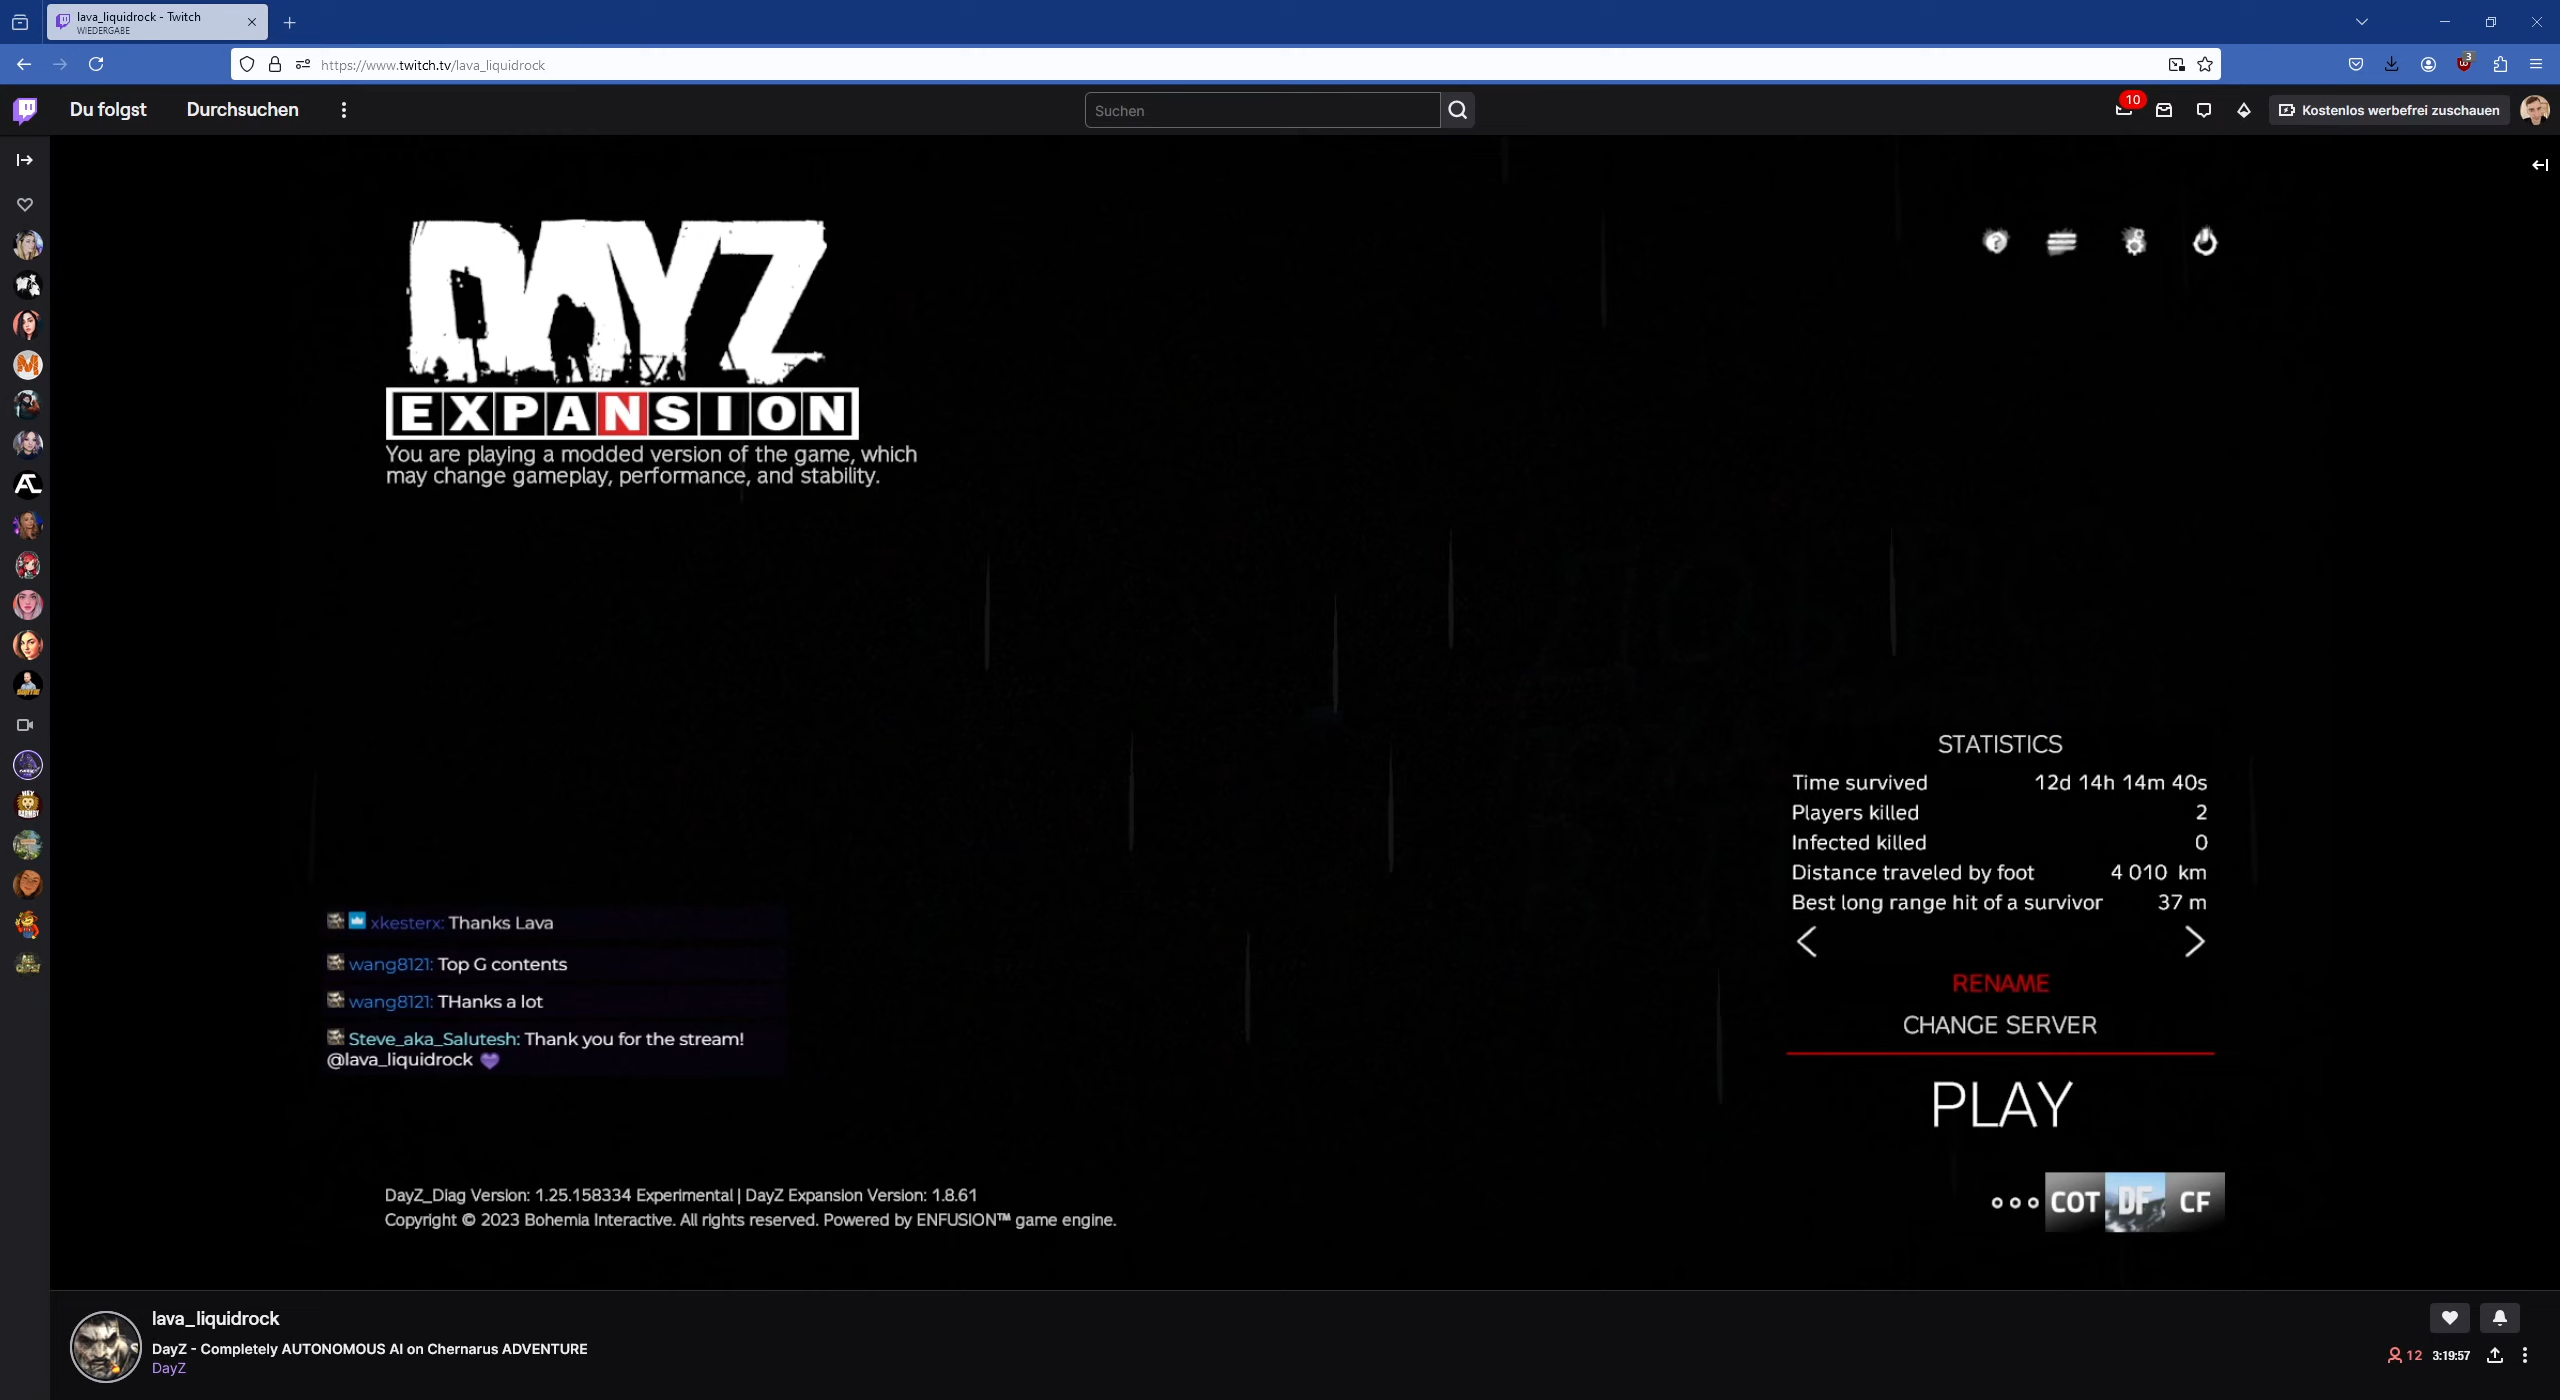 lava_liquidrock - Twitch
WIEDERGABE
https://www.twitch.tv/lava_liquidrock
3
Du folgst
Durchsuchen
Suchen
10
Kostenlos werbefrei zuschauen
DAYZ
EXPANSION
You are playing a modded version of the game, which
may change gameplay, performance, and stability.
STATISTICS
Time survived 12d 14h 14m 40s
Players killed 2
Infected killed 0
Distance traveled by foot 4 010 km
Best long range hit of a survivor 37 m
RENAME
CHANGE SERVER
PLAY
COT DF CF
xkesterx: Thanks Lava
wang8121: Top G contents
wang8121: THanks a lot
Steve_aka_Salutesh: Thank you for the stream!
@lava_liquidrock
DayZ_Diag Version: 1.25.158334 Experimental | DayZ Expansion Version: 1.8.61
Copyright © 2023 Bohemia Interactive. All rights reserved. Powered by ENFUSION™ game engine.
lava_liquidrock
DayZ - Completely AUTONOMOUS AI on Chernarus ADVENTURE
DayZ
12 3:19:57